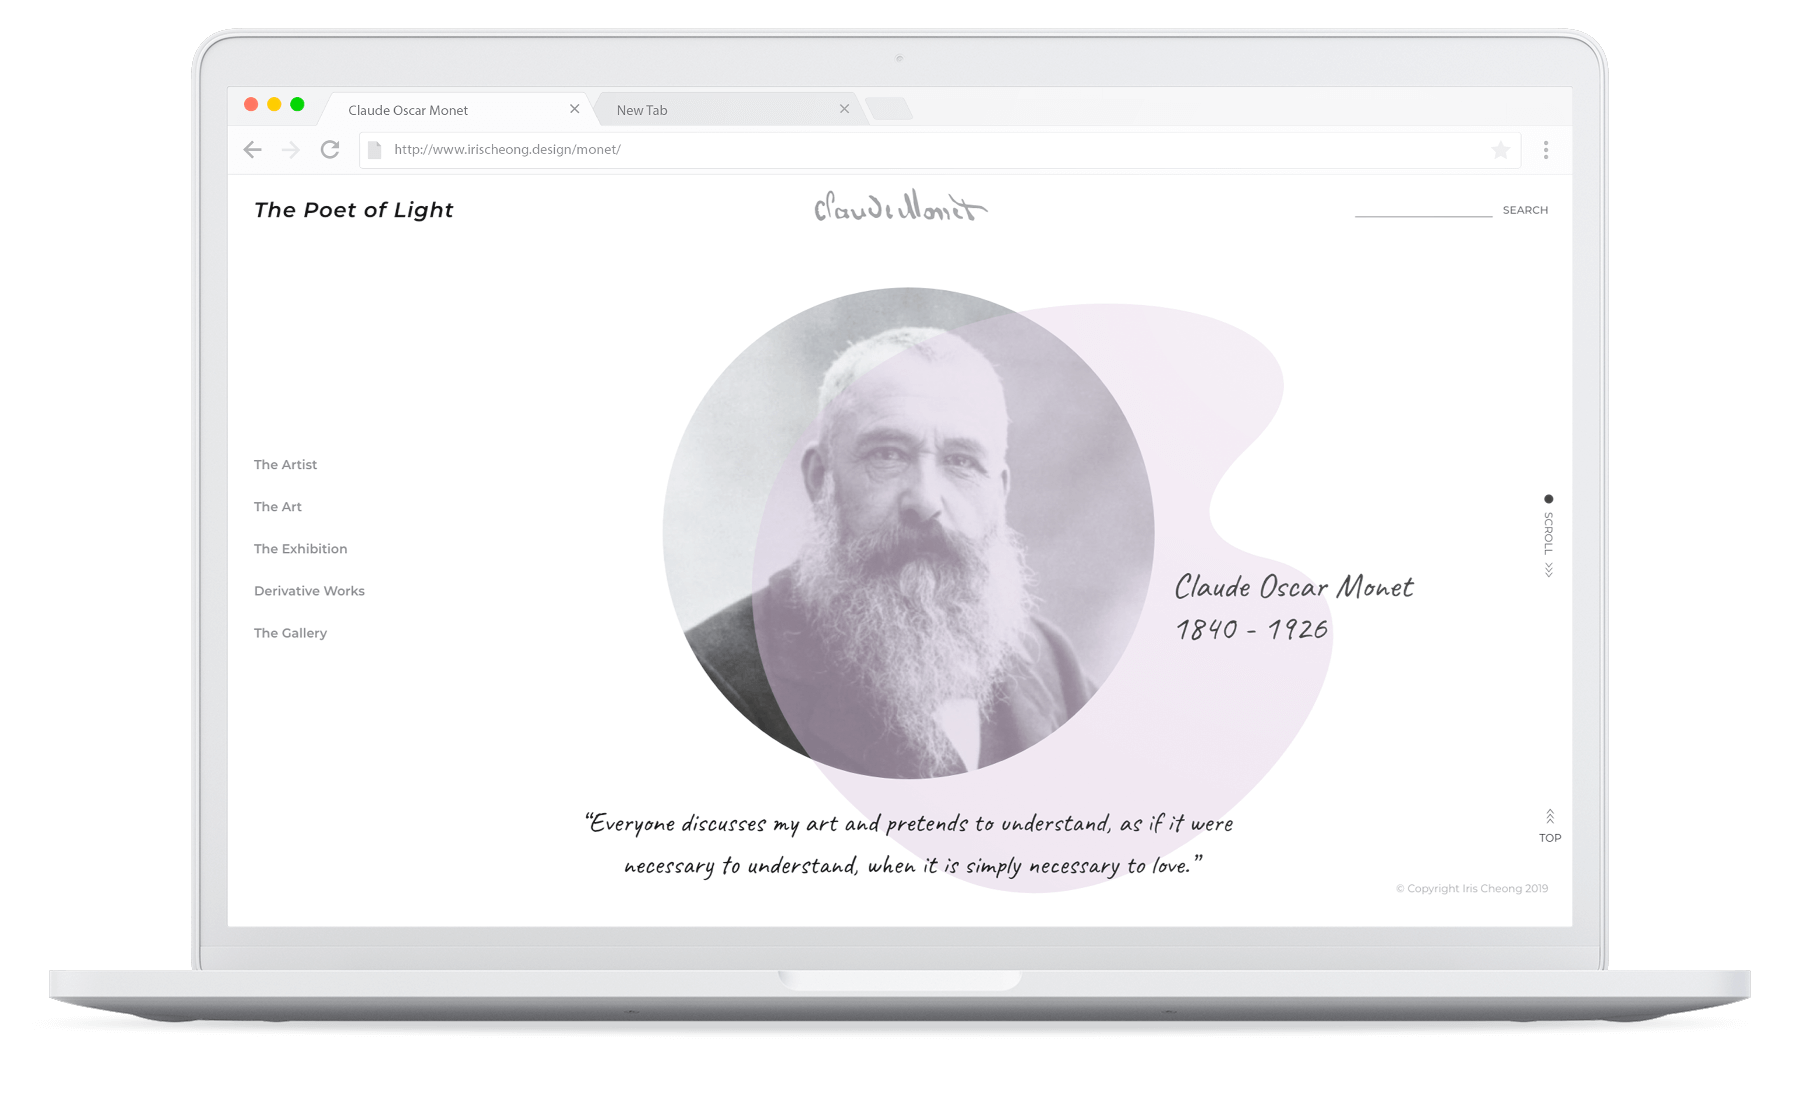 Claude Oscar Monet
New Tab
http://www.irischeong.design/monet/
The Poet of Light
Claude Monet
SEARCH
The Artist
The Art
The Exhibition
Derivative Works
The Gallery
SCROLL
Claude Oscar Monet
1840 - 1926
“Everyone discusses my art and pretends to understand, as if it were
necessary to understand, when it is simply necessary to love.”
TOP
© Copyright Iris Cheong 2019